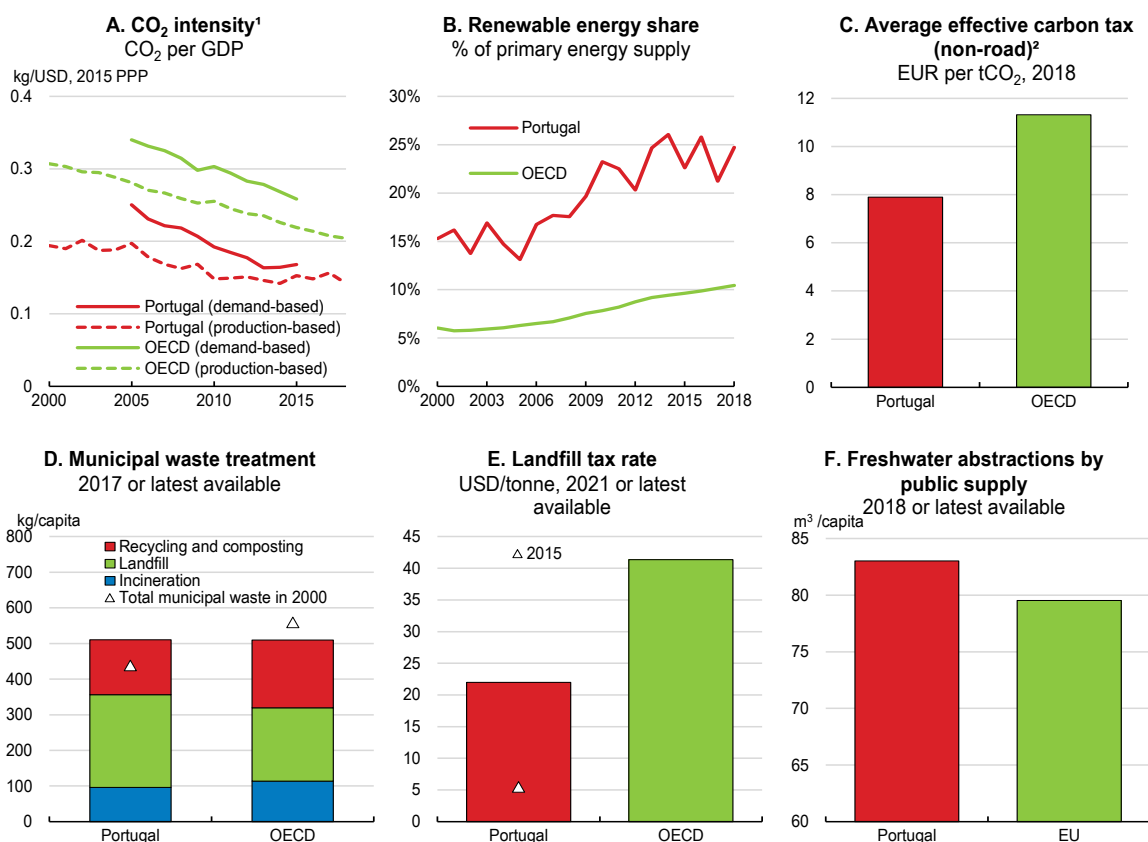 A. CO₂ intensity¹
CO₂ per GDP
kg/USD, 2015 PPP
0.4
0.3
0.2
0.1
0
Portugal (demand-based)
Portugal (production-based)
OECD (demand-based)
OECD (production-based)
2000
2005
2010
2015
B. Renewable energy share
% of primary energy supply
30%
25%
20%
15%
10%
5%
0%
Portugal
OECD
2000
2003
2006
2009
2012
2015
2018
C. Average effective carbon tax
(non-road)²
EUR per tCO₂, 2018
12
10
8
6
4
2
0
Portugal
OECD
D. Municipal waste treatment
2017 or latest available
kg/capita
800
700
600
500
400
300
200
100
0
Recycling and composting
Landfill
Incineration
Total municipal waste in 2000
Portugal
OECD
E. Landfill tax rate
USD/tonne, 2021 or latest
available
45
40
35
30
25
20
15
10
5
0
2015
Portugal
OECD
F. Freshwater abstractions by
public supply
2018 or latest available
m³ /capita
85
80
75
70
65
60
Portugal
EU